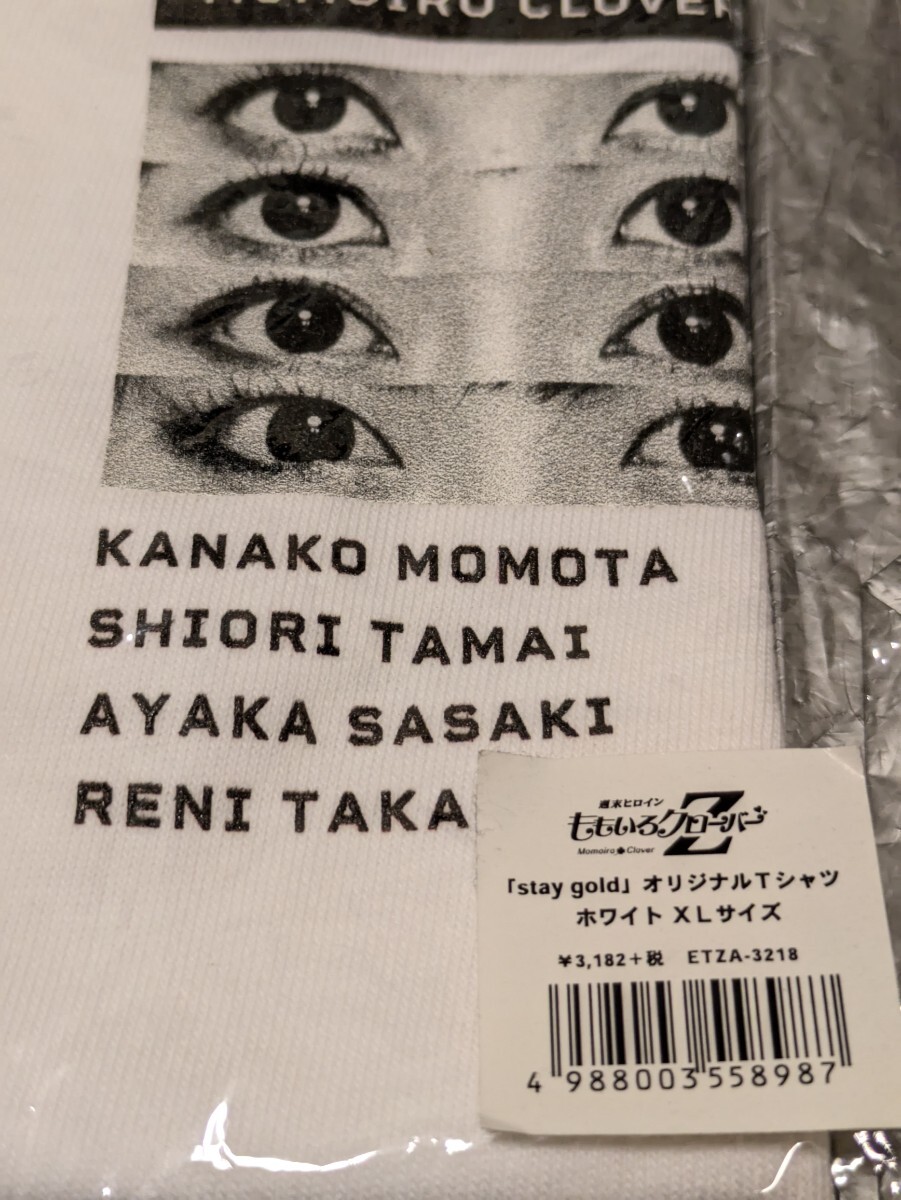 MOMOIRO CLOVER
KANAKO MOMOTA
SHIORI TAMAI
AYAKA SASAKI
RENI TAKA
週末ヒロイン
ももいろクローバーZ
Momoiro Clover
「stay gold」オリジナルTシャツ
ホワイト XLサイズ
¥3,182+税 ETZA-3218
4 988003 558987